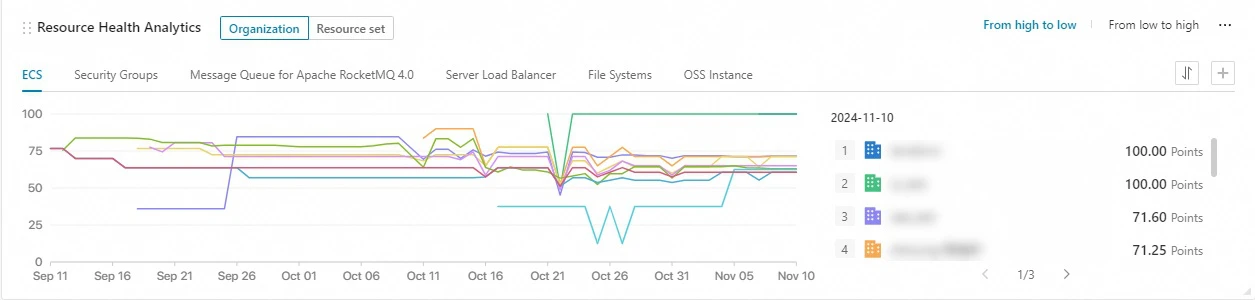 Resource Health Analytics Organization Resource set From high to low From low to high ...
ECS Security Groups Message Queue for Apache RocketMQ 4.0 Server Load Balancer File Systems OSS Instance
100
75
50
25
0
Sep 11 Sep 16 Sep 21 Sep 26 Oct 01 Oct 06 Oct 11 Oct 16 Oct 21 Oct 26 Oct 31 Nov 05 Nov 10
2024-11-10
1 100.00 Points
2 100.00 Points
3 71.60 Points
4 71.25 Points
< 1/3 >